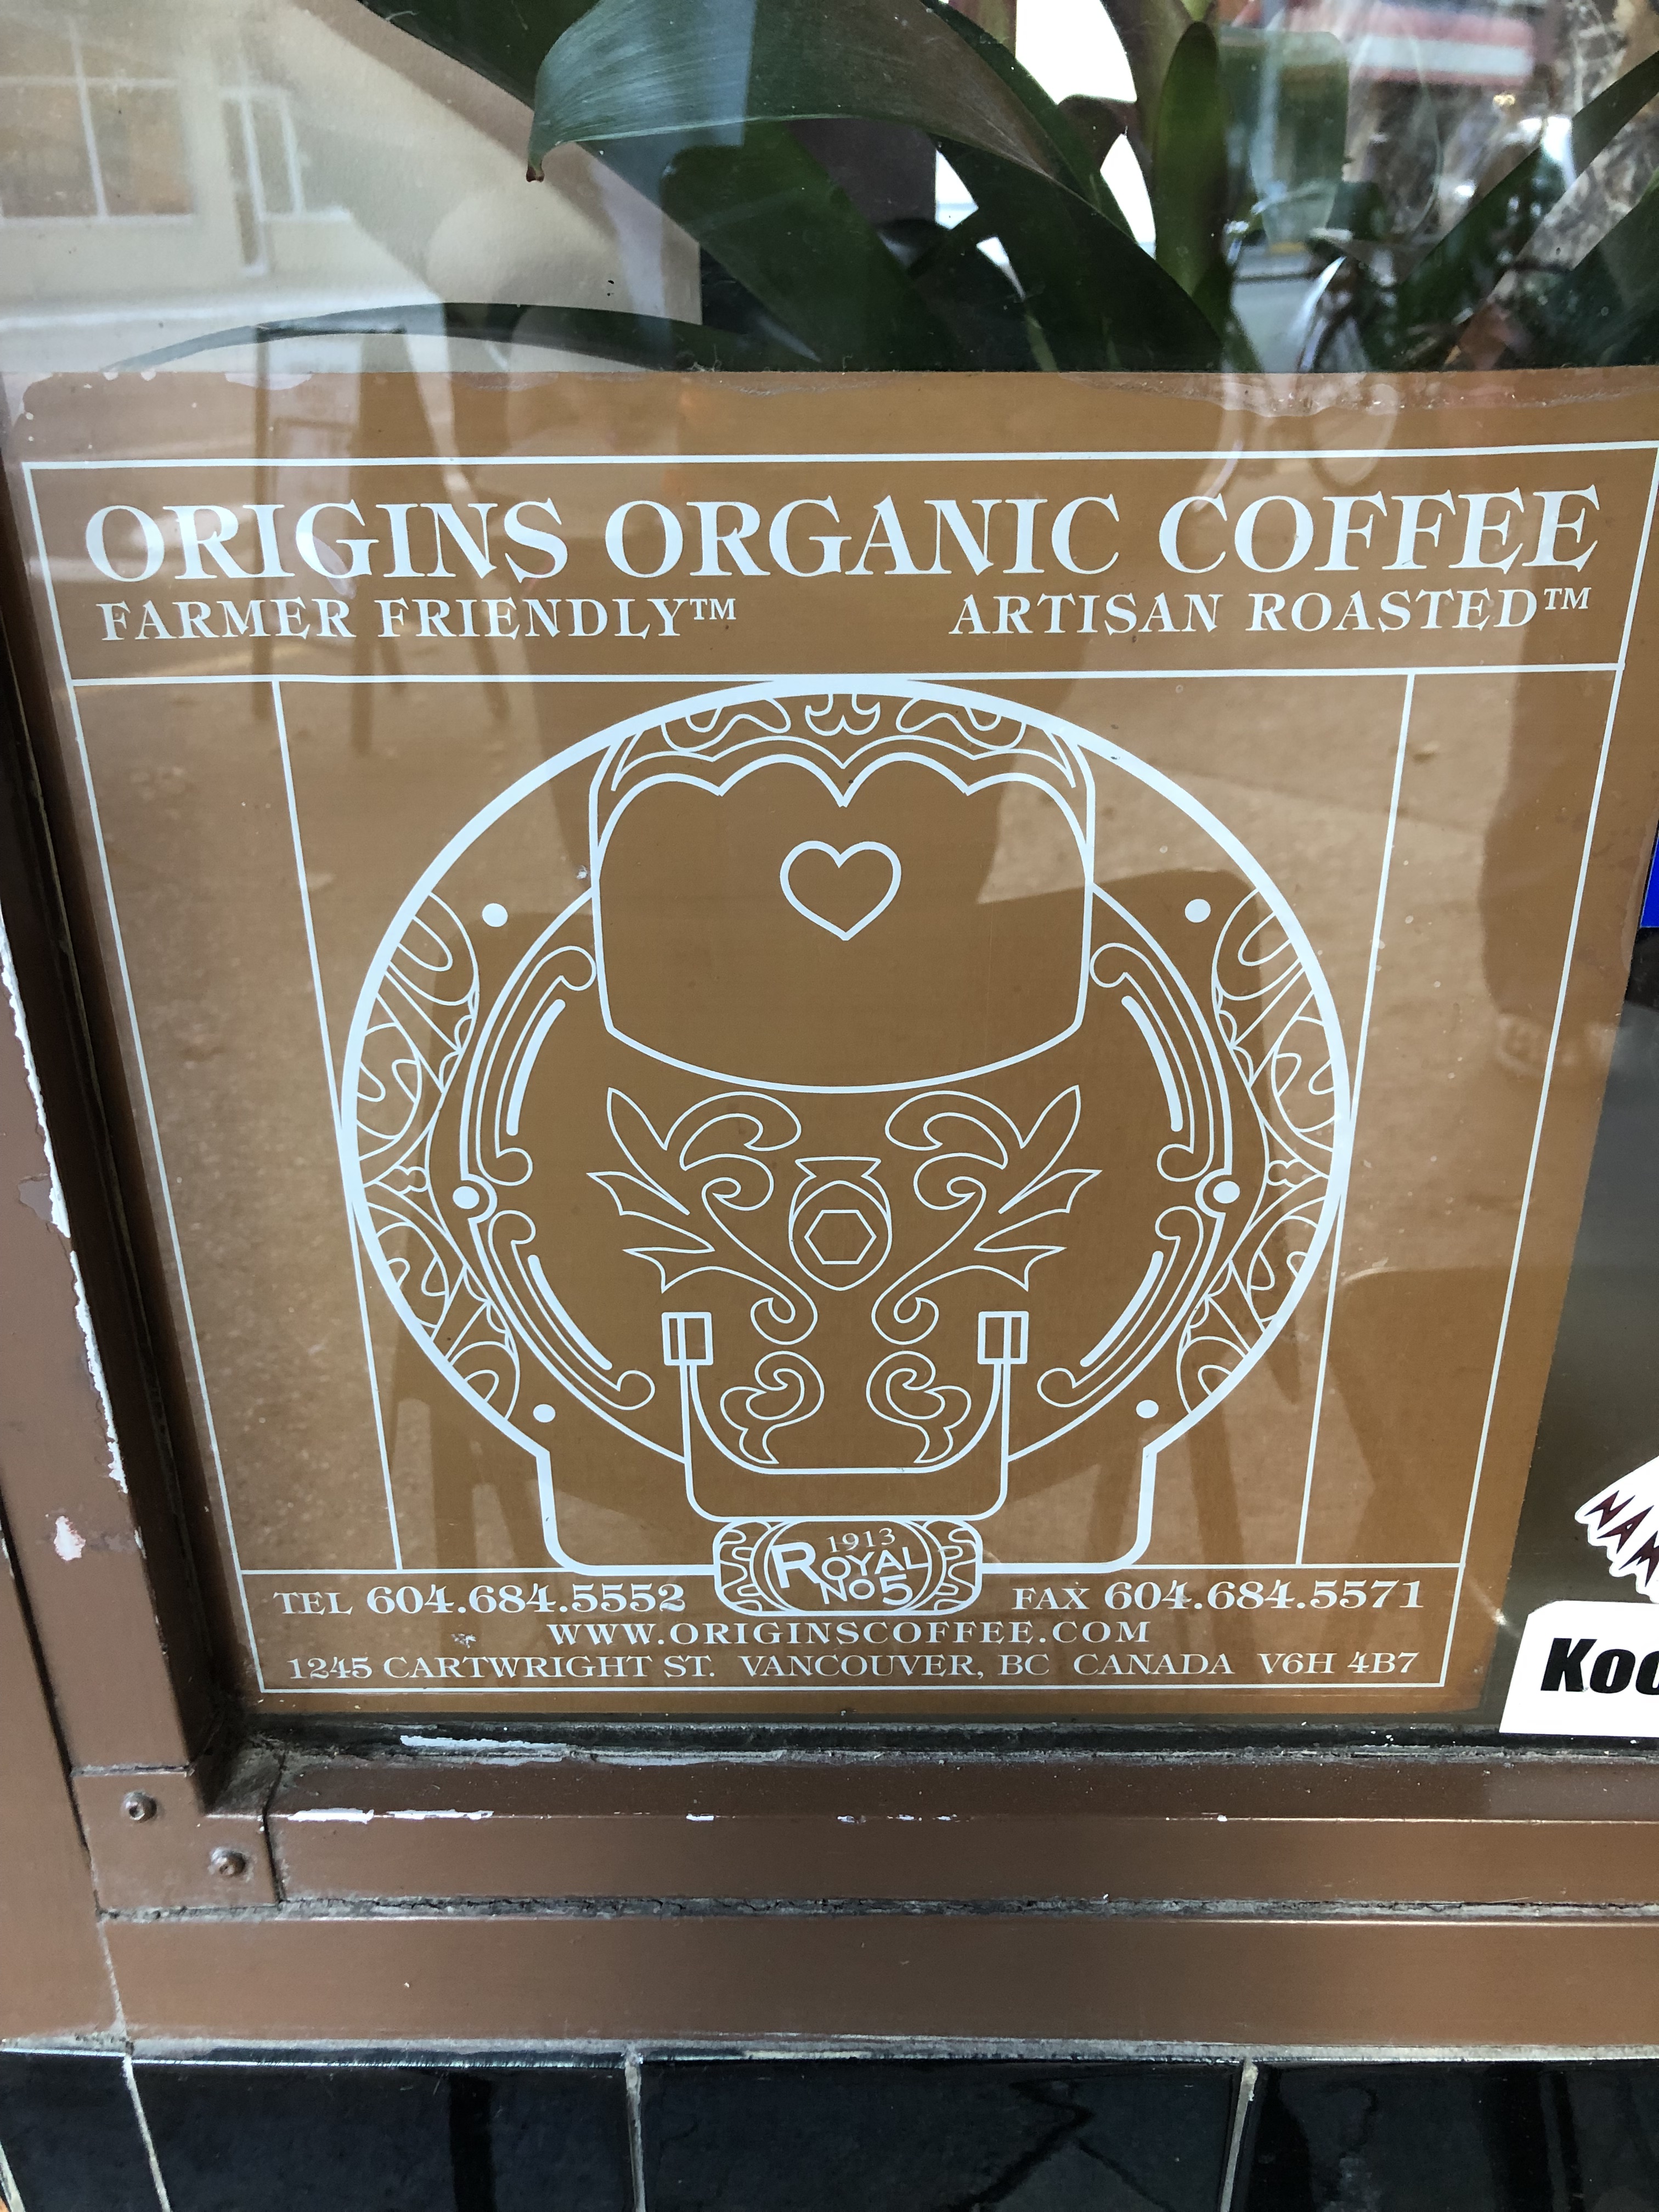 ORIGINS ORGANIC COFFEE
FARMER FRIENDLY™ ARTISAN ROASTED™
1913
ROYAL
No5
TEL 604.684.5552 FAX 604.684.5571
WWW.ORIGINSCOFFEE.COM
1245 CARTWRIGHT ST. VANCOUVER, BC CANADA V6H 4B7